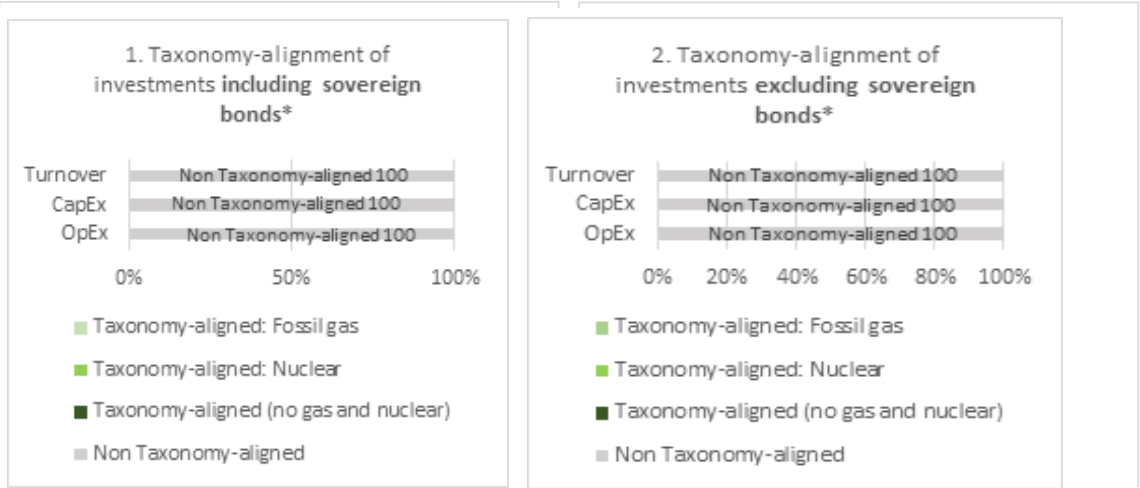 1. Taxonomy-alignment of
investments including sovereign
bonds*
Turnover
Non Taxonomy-aligned 100
CapEx
Non Taxonomy-aligned 100
OpEx
Non Taxonomy-aligned 100
0% 50% 100%
Taxonomy-aligned: Fossil gas
Taxonomy-aligned: Nuclear
Taxonomy-aligned (no gas and nuclear)
Non Taxonomy-aligned
2. Taxonomy-alignment of
investments excluding sovereign
bonds*
Turnover
Non Taxonomy-aligned 100
CapEx
Non Taxonomy-aligned 100
OpEx
Non Taxonomy-aligned 100
0% 20% 40% 60% 80% 100%
Taxonomy-aligned: Fossil gas
Taxonomy-aligned: Nuclear
Taxonomy-aligned (no gas and nuclear)
Non Taxonomy-aligned